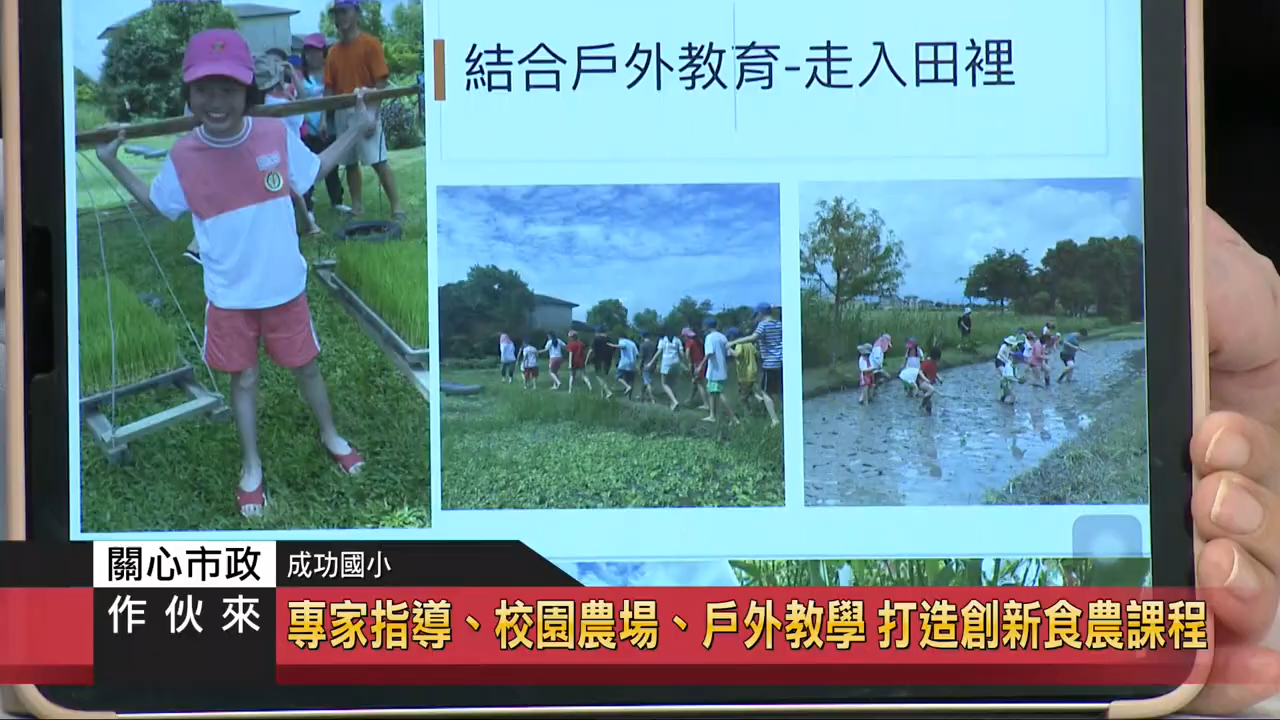 結合戶外教育-走入田裡
關心市政
作伙來
成功國小
專家指導、校園農場、戶外教學 打造創新食農課程